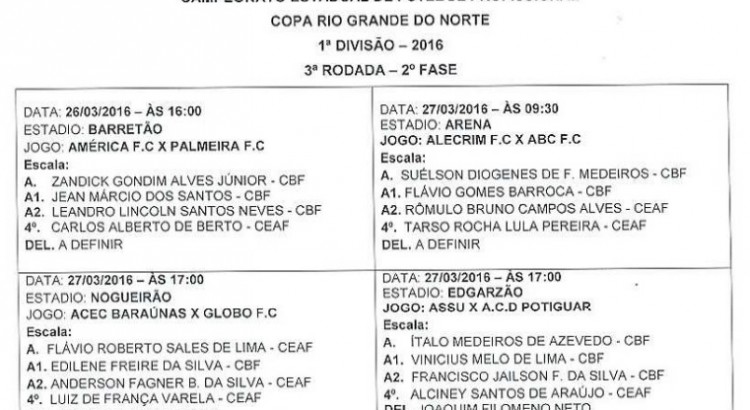 COPA RIO GRANDE DO NORTE
1ª DIVISÃO – 2016
3ª RODADA – 2º FASE
DATA: 26/03/2016 – ÀS 16:00
ESTADIO: BARRETÃO
JOGO: AMÉRICA F.C X PALMEIRA F.C
Escala:
A. ZANDICK GONDIM ALVES JÚNIOR - CBF
A1. JEAN MÁRCIO DOS SANTOS - CBF
A2. LEANDRO LINCOLN SANTOS NEVES - CBF
4º. CARLOS ALBERTO DE BERTO - CEAF
DEL. A DEFINIR
DATA: 27/03/2016 – ÀS 09:30
ESTADIO: ARENA
JOGO: ALECRIM F.C X ABC F.C
Escala:
A. SUÉLSON DIOGENES DE F. MEDEIROS - CBF
A1. FLÁVIO GOMES BARROCA - CBF
A2. RÔMULO BRUNO CAMPOS ALVES - CEAF
4º. TARSO ROCHA LULA PEREIRA - CEAF
DEL. A DEFINIR
DATA: 27/03/2016 – ÀS 17:00
ESTADIO: NOGUEIRÃO
JOGO: ACEC BARAÚNAS X GLOBO F.C
Escala:
A. FLÁVIO ROBERTO SALES DE LIMA - CEAF
A1. EDILENE FREIRE DA SILVA - CBF
A2. ANDERSON FAGNER B. DA SILVA - CEAF
4º. LUIZ DE FRANÇA VARELA - CEAF
DATA: 27/03/2016 – ÀS 17:00
ESTADIO: EDGARZÃO
JOGO: ASSU X A.C.D POTIGUAR
Escala:
A. ÍTALO MEDEIROS DE AZEVEDO - CBF
A1. VINICIUS MELO DE LIMA - CBF
A2. FRANCISCO JAILSON F. DA SILVA - CBF
4º. ALCINEY SANTOS DE ARAÚJO - CEAF
DEL. JOAQUIM FILOMENO NETO